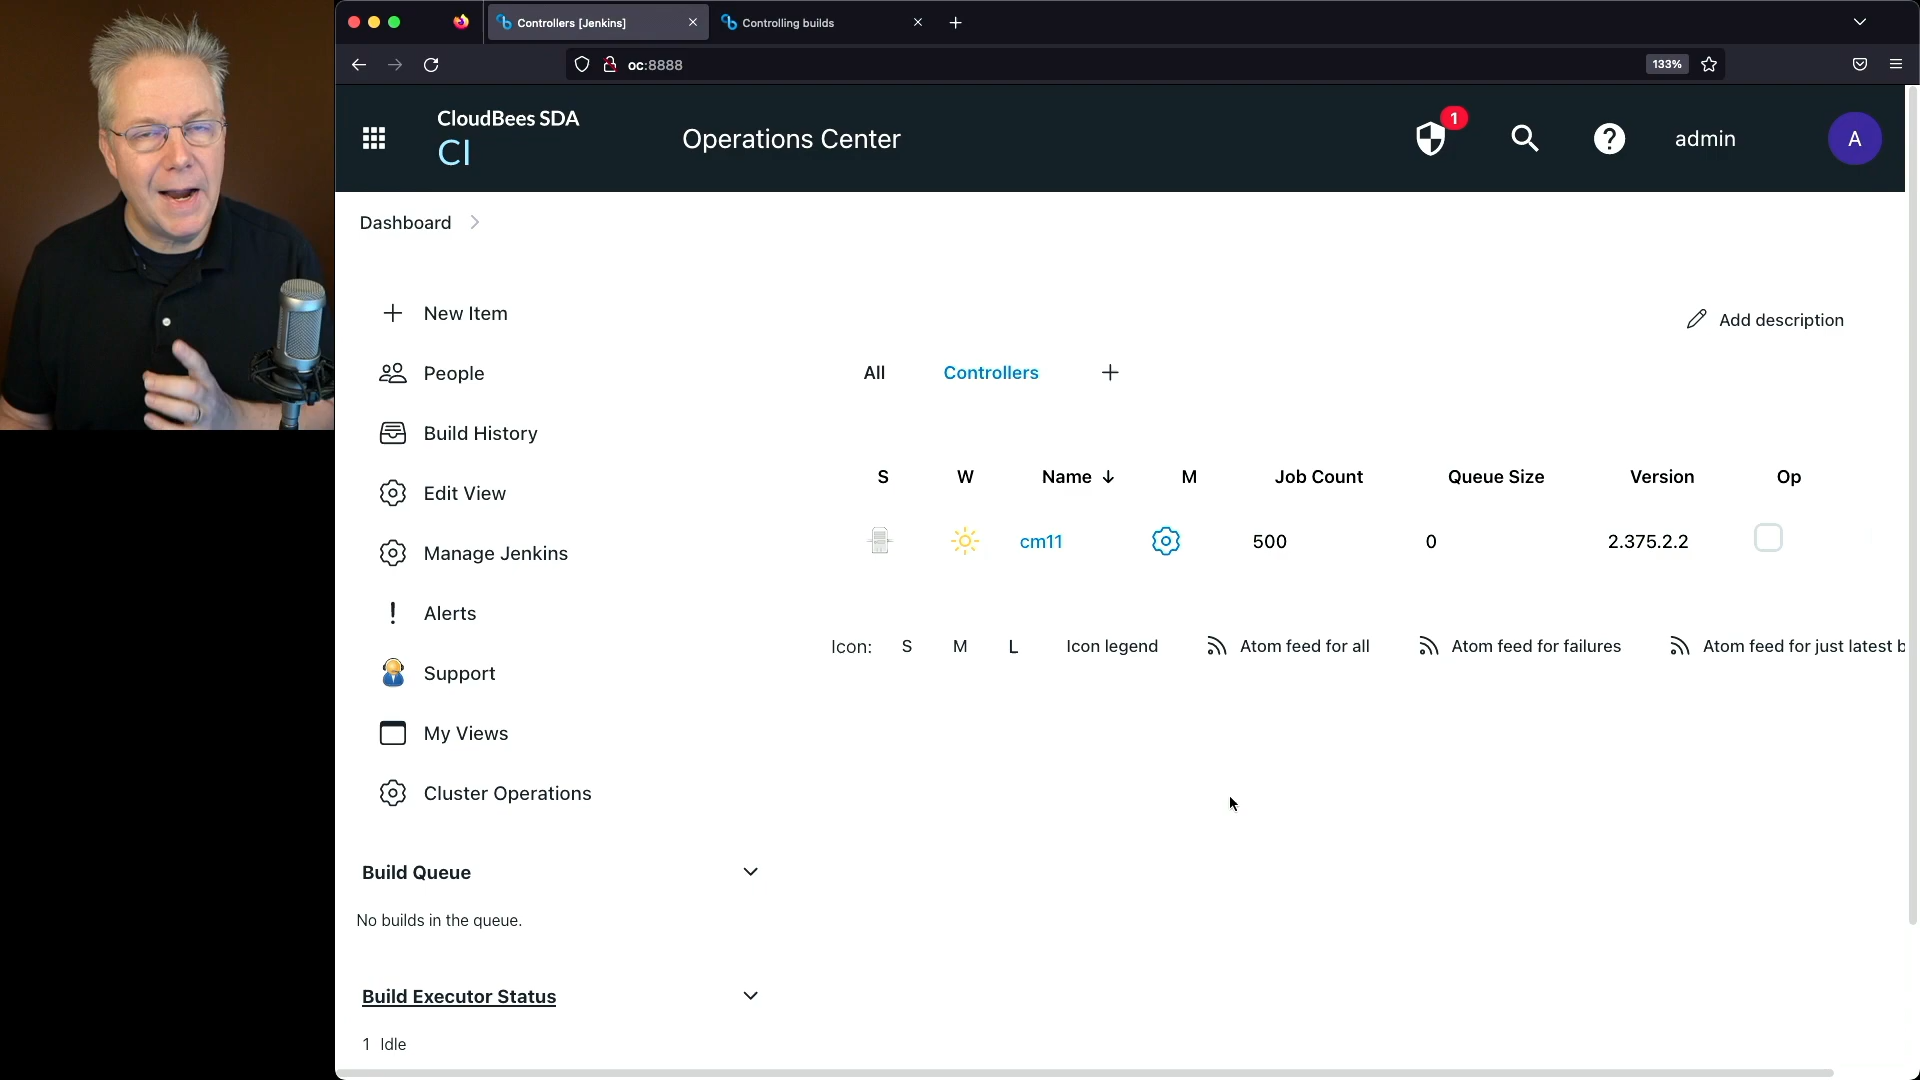 Controllers [Jenkins]
Controlling builds
oc:8888
133%
CloudBees SDA
CI
Operations Center
1
admin
A
Dashboard
New Item
People
Build History
Edit View
Manage Jenkins
Alerts
Support
My Views
Cluster Operations
Build Queue
No builds in the queue.
Build Executor Status
1 Idle
Add description
All Controllers
S W Name ↓ M Job Count Queue Size Version Op
cm11 500 0 2.375.2.2
Icon: S M L Icon legend Atom feed for all Atom feed for failures Atom feed for just latest b